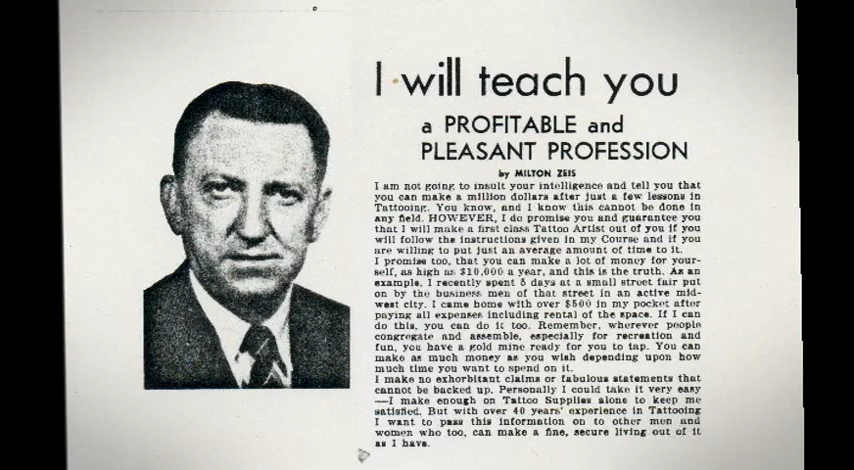 I will teach you
a PROFITABLE and
PLEASANT PROFESSION
by MILTON ZEIS
I am not going to insult your intelligence and tell you that
you can make a million dollars after just a few lessons in
Tattooing. You know, and I know this cannot be done in
any field. HOWEVER, I do promise you and guarantee you
that I will make a first class Tattoo Artist out of you if you
will follow the instructions given in my Course and if you
are willing to put just an average amount of time to it.
I promise too, that you can make a lot of money for your-
self, as high as $10,000 a year, and this is the truth. As an
example, I recently spent 5 days at a small street fair put
on by the business men of that street in an active mid-
west city. I came home with over $500 in my pocket after
paying all expenses including rental of the space. If I can
do this, you can do it too. Remember, wherever people
congregate and assemble, especially for recreation and
fun, you have a gold mine ready for you to tap. You can
make as much money as you wish depending upon how
much time you want to spend on it.
I make no exhorbitant claims or fabulous statements that
cannot be backed up. Personally I could take it very easy
—I make enough on Tattoo Supplies alone to keep me
satisfied. But with over 40 years' experience in Tattooing
I want to pass this information on to other men and
women who too, can make a fine, secure living out of it
as I have.